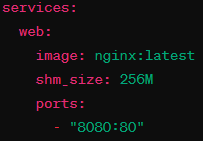 services:
  web:
    image: nginx:latest
    shm_size: 256M
    ports:
      - "8080:80"